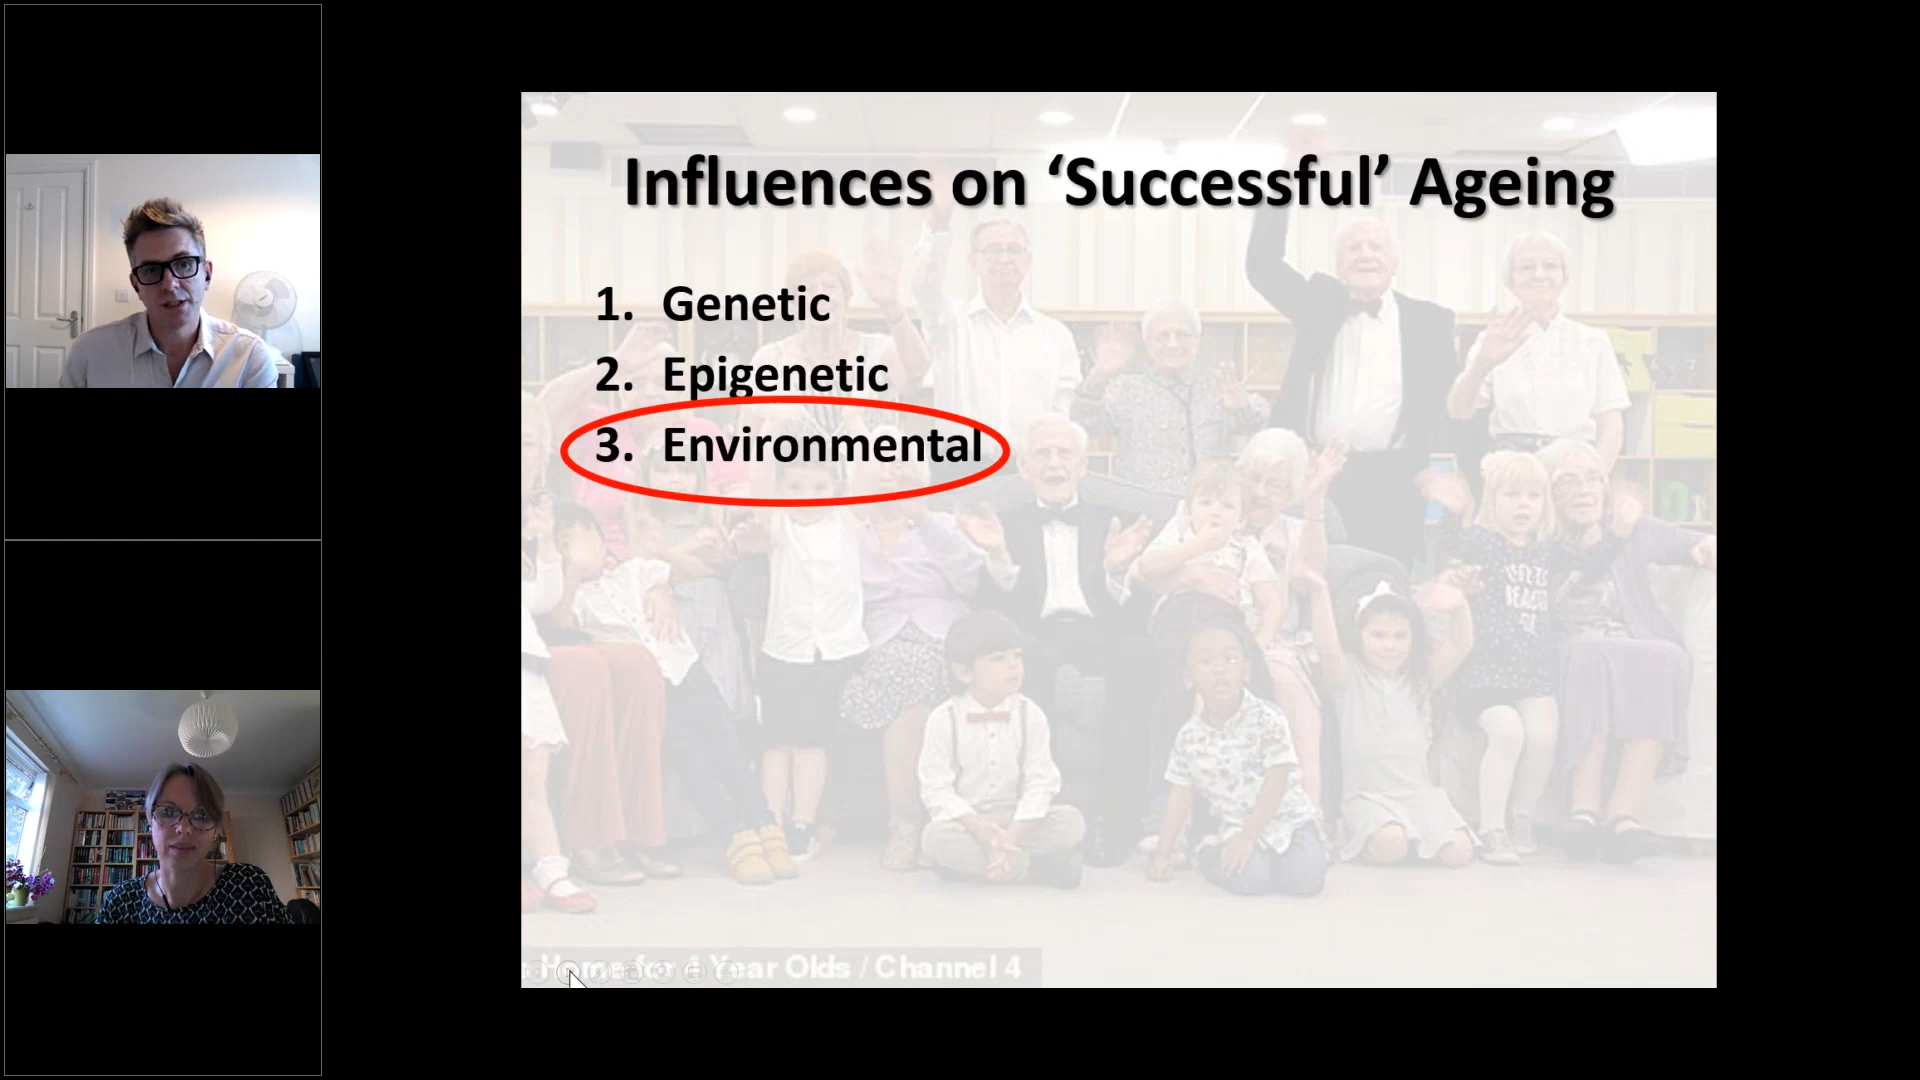 Influences on ‘Successful’ Ageing
1. Genetic
2. Epigenetic
3. Environmental
Year Olds / Channel 4